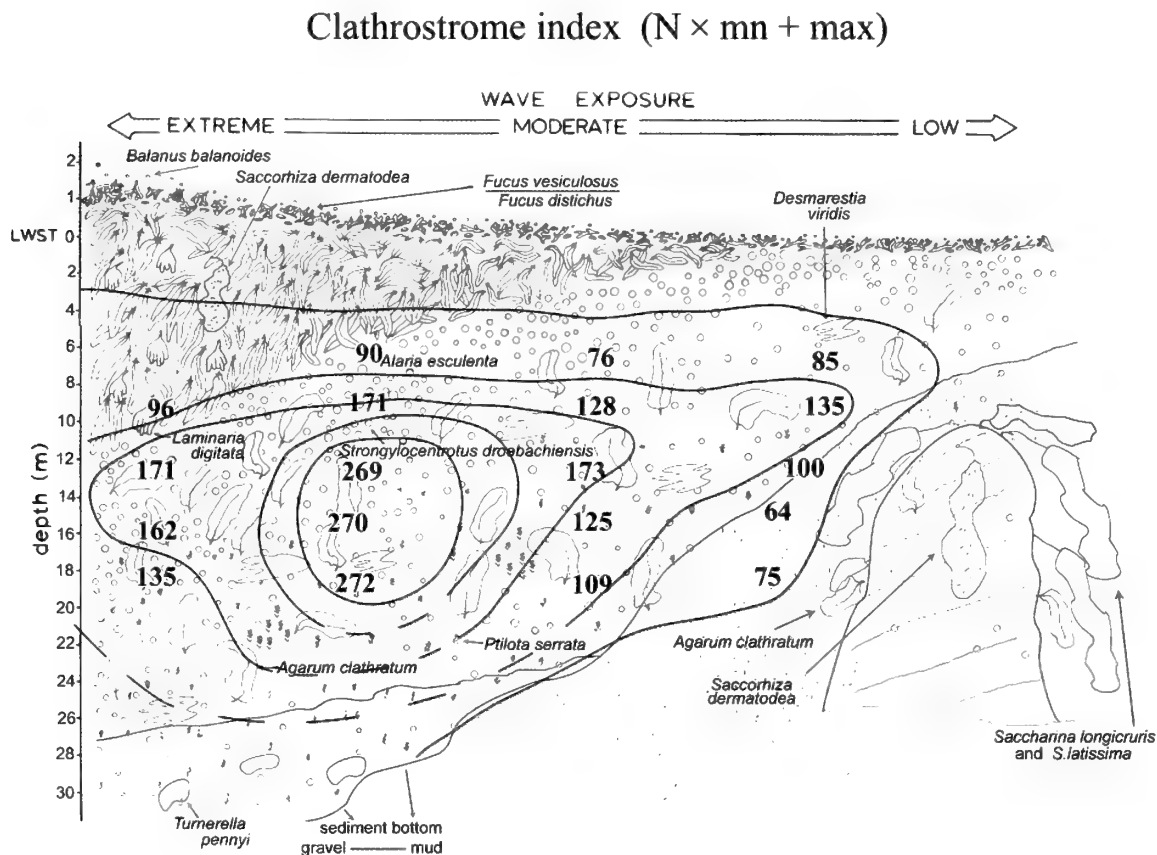 Clathrostrome index (N × mn + max)
WAVE EXPOSURE
EXTREME MODERATE LOW
2
Balanus balanoides
Saccorhiza dermatodea
Fucus vesiculosus
Fucus distichus
Desmarestia
viridis
1
LWST 0
2
4
6
90 Alaria esculenta 76 85
8
96 171 128 135
10
Laminaria
digitata
Strongylocentrotus droebachiensis
12
171 269 173 100
14
64
162 270 125
16
18
135 272 109 75
20
22
Ptilota serrata
Agarum clathratum
Agarum clathratum
24
Saccorhiza
dermatodea
26
28
Saccharina longicruris
and S.latissima
30
depth (m)
Turnerella
pennyi
sediment bottom
gravel mud